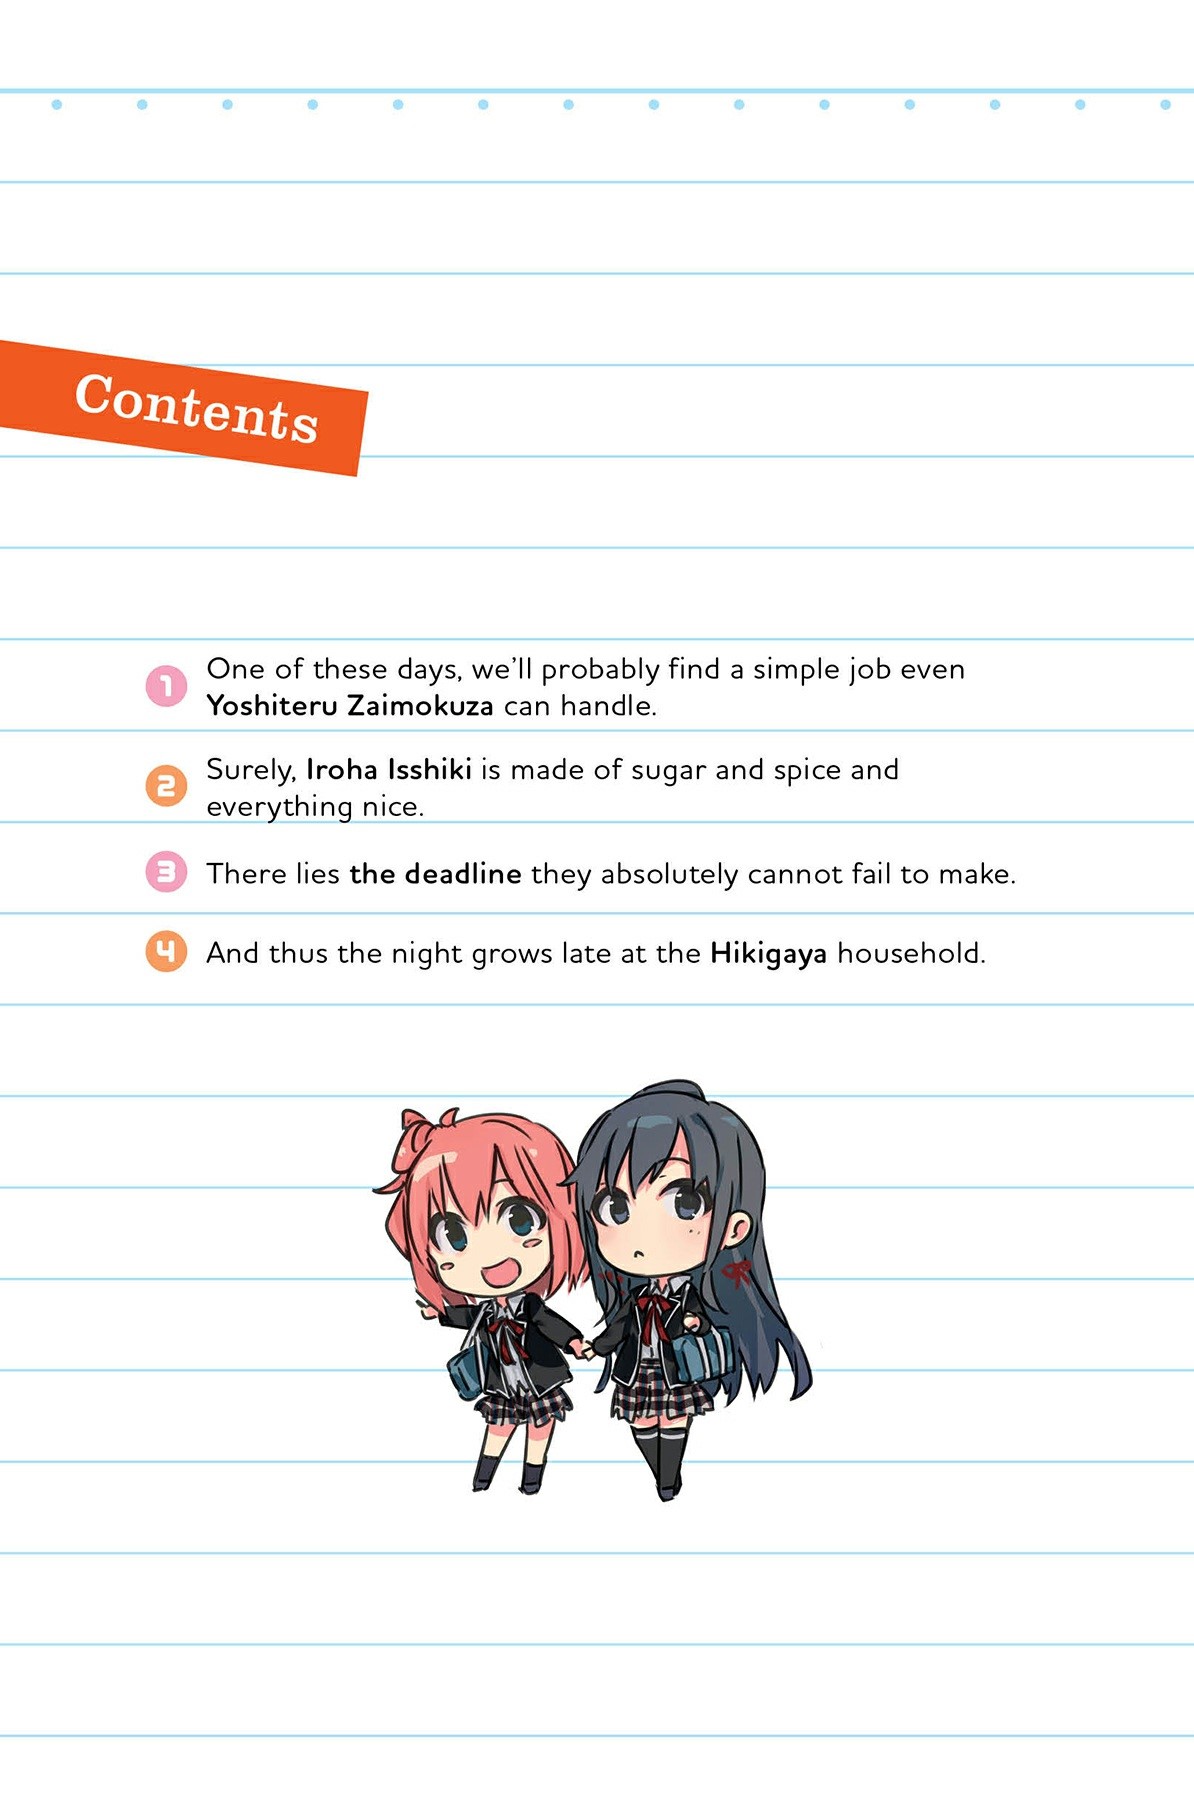 Contents
1 One of these days, we’ll probably find a simple job even
Yoshiteru Zaimokuza can handle.
2 Surely, Iroha Isshiki is made of sugar and spice and
everything nice.
3 There lies the deadline they absolutely cannot fail to make.
4 And thus the night grows late at the Hikigaya household.